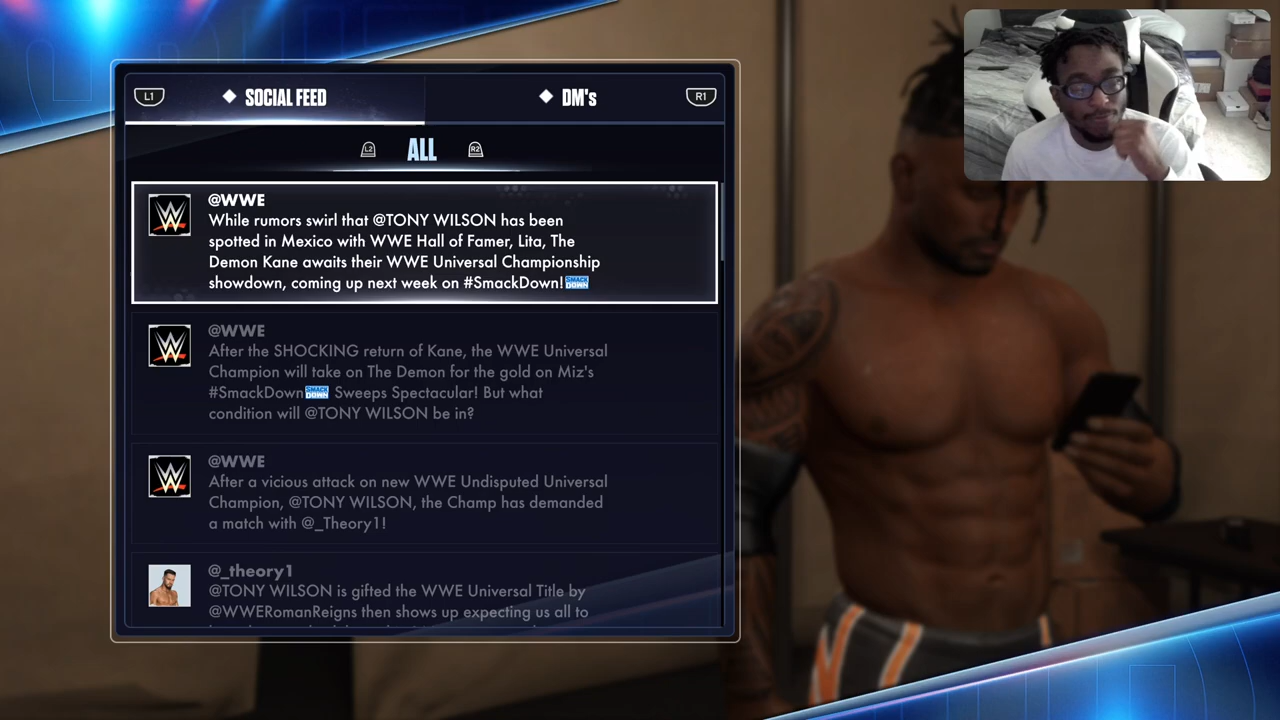 L1
SOCIAL FEED
DM's
R1
L2
ALL
R2
@WWE
While rumors swirl that @TONY WILSON has been
spotted in Mexico with WWE Hall of Famer, Lita, The
Demon Kane awaits their WWE Universal Championship
showdown, coming up next week on #SmackDown!SMACK DOWN
@WWE
After the SHOCKING return of Kane, the WWE Universal
Champion will take on The Demon for the gold on Miz's
#SmackDown SMACK DOWN Sweeps Spectacular! But what
condition will @TONY WILSON be in?
@WWE
After a vicious attack on new WWE Undisputed Universal
Champion, @TONY WILSON, the Champ has demanded
a match with @_Theory1!
@_theory1
@TONY WILSON is gifted the WWE Universal Title by
@WWERomanReigns then shows up expecting us all to